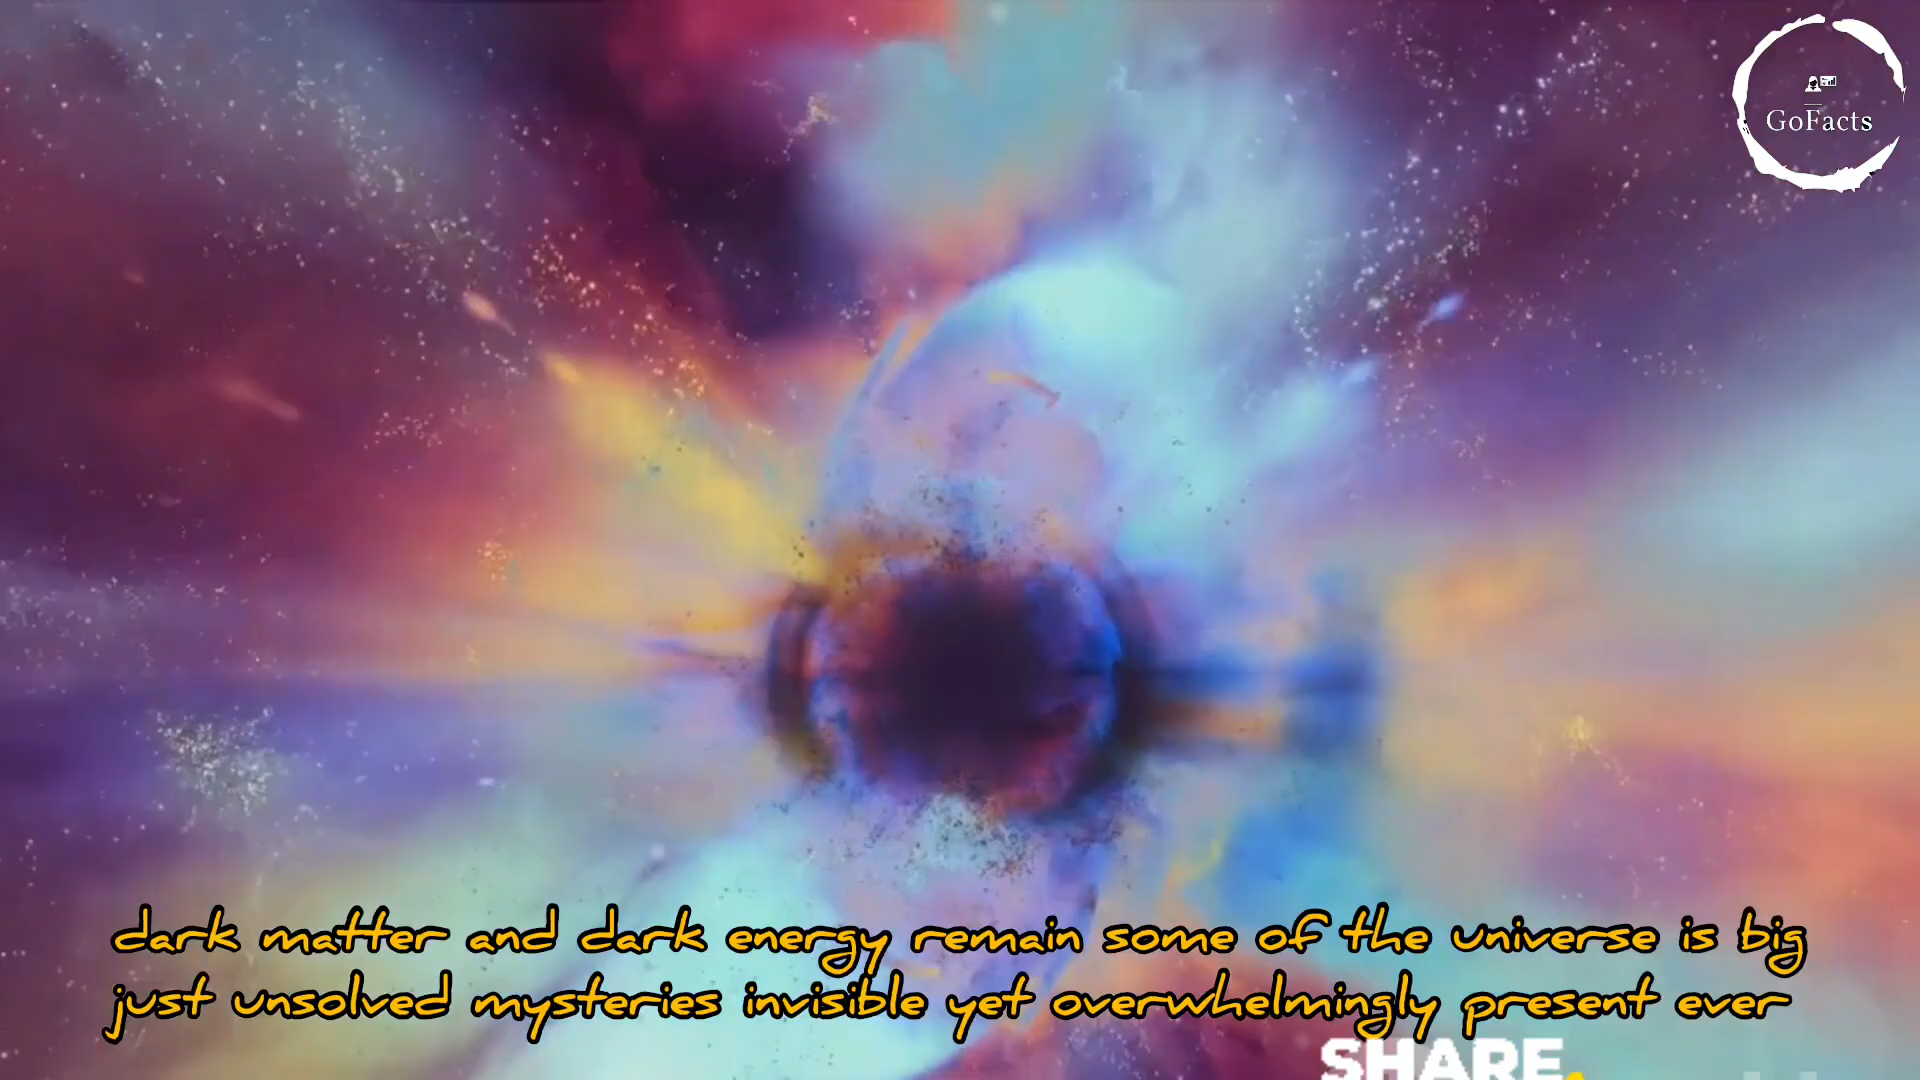 GoFacts
dark matter and dark energy remain some of the universe is big
just unsolved mysteries invisible yet overwhelmingly present ever
SHARE.